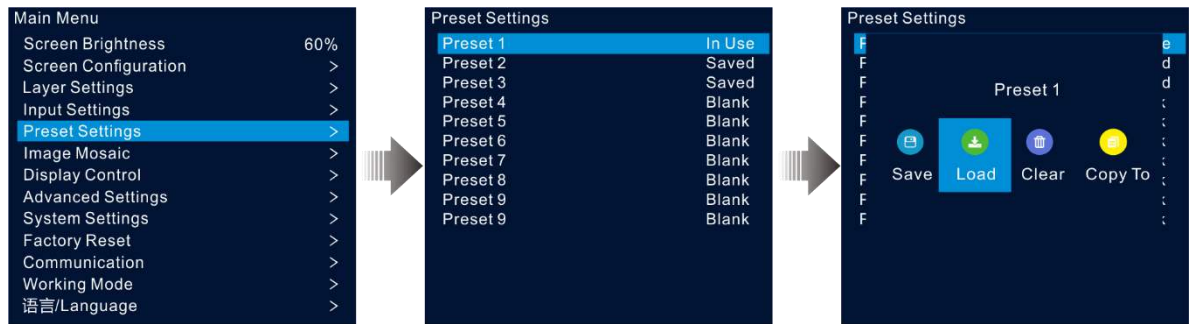 Main Menu
Screen Brightness 60%
Screen Configuration >
Layer Settings >
Input Settings >
Preset Settings >
Image Mosaic >
Display Control >
Advanced Settings >
System Settings >
Factory Reset >
Communication >
Working Mode >
语言/Language >
Preset Settings
Preset 1 In Use
Preset 2 Saved
Preset 3 Saved
Preset 4 Blank
Preset 5 Blank
Preset 6 Blank
Preset 7 Blank
Preset 8 Blank
Preset 9 Blank
Preset 9 Blank
Preset Settings
Preset 1
Save Load Clear Copy To